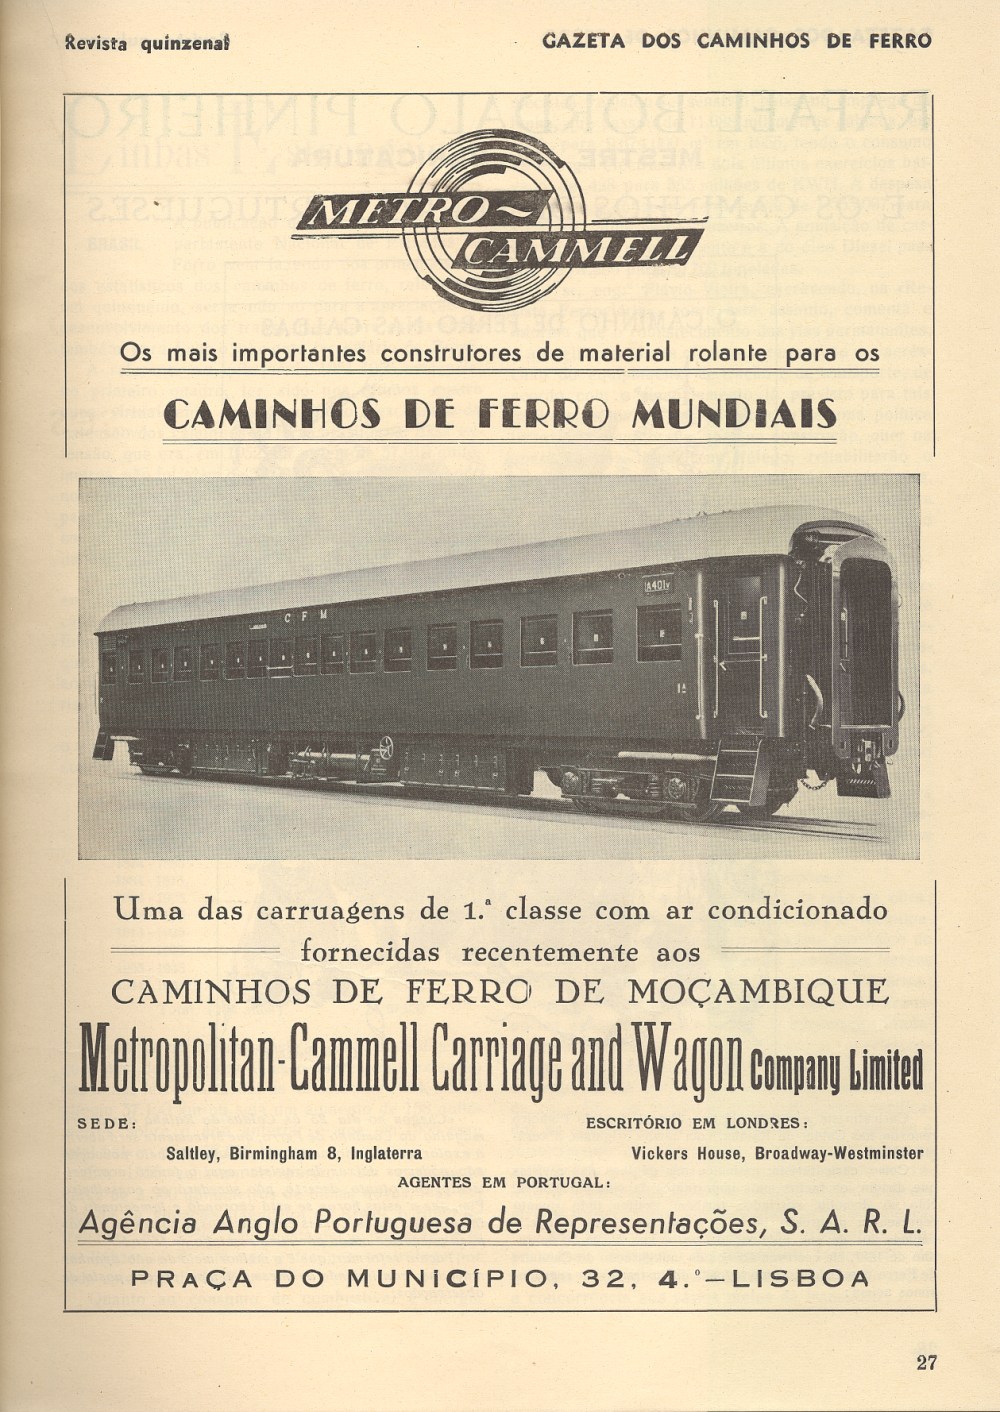 Revista quinzenal
GAZETA DOS CAMINHOS DE FERRO
METRO~
CAMMELL
Os mais importantes construtores de material rolante para os
CAMINHOS DE FERRO MUNDIAIS
C F M
Uma das carruagens de 1.ª classe com ar condicionado
fornecidas recentemente aos
CAMINHOS DE FERRO DE MOÇAMBIQUE
Metropolitan-Cammell Carriage and Wagon Company Limited
SEDE:
Saltley, Birmingham 8, Inglaterra
ESCRITÓRIO EM LONDRES:
Vickers House, Broadway-Westminster
AGENTES EM PORTUGAL:
Agência Anglo Portuguesa de Representações, S. A. R. L.
PRAÇA DO MUNICÍPIO, 32, 4.º—LISBOA
27